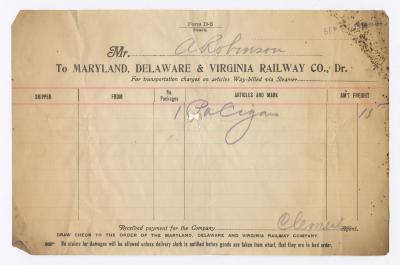 Form D-S
Mr. A Robinson
To MARYLAND, DELAWARE & VIRGINIA RAILWAY CO., Dr.
For transportation charges on articles Way-billed via Steamer
SHIPPER FROM No. Packages ARTICLES AND MARK AM'T FREIGHT
1 Cigars 15
Received payment for the Company Agent.
DRAW CHECK TO THE ORDER OF THE MARYLAND, DELAWARE AND VIRGINIA RAILWAY COMPANY.
No claims for damages will be allowed unless delivery clerk is notified before goods are taken from wharf, that they are in bad order.